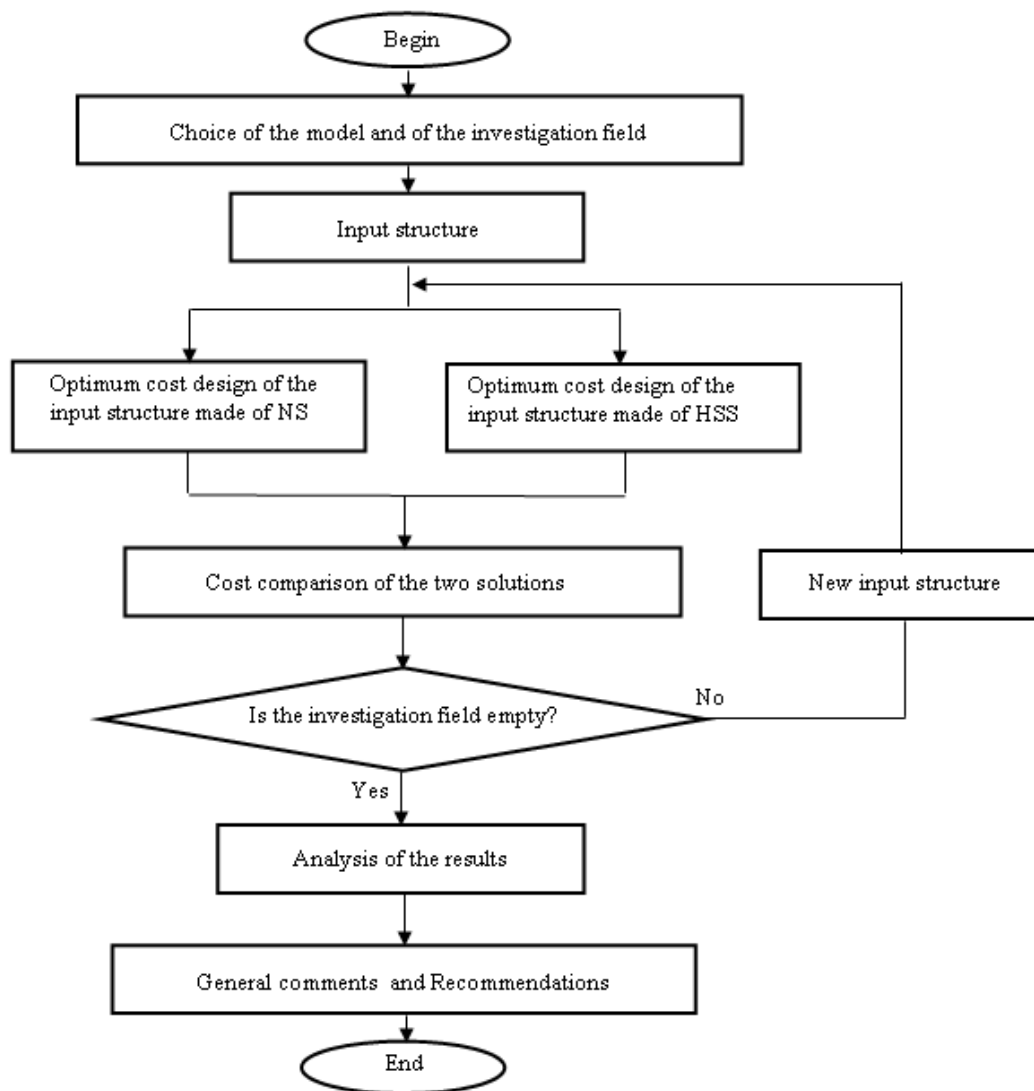 Begin
Choice of the model and of the investigation field
Input structure
Optimum cost design of the
input structure made of NS
Optimum cost design of the
input structure made of HSS
Cost comparison of the two solutions
New input structure
Is the investigation field empty?
No
Yes
Analysis of the results
General comments and Recommendations
End